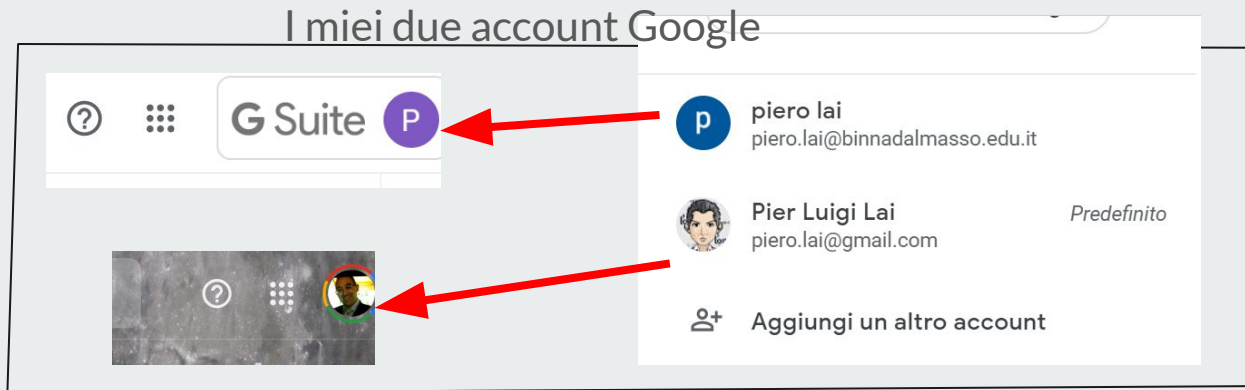 I miei due account Google
G Suite
P
p
piero lai
piero.lai@binnadalmasso.edu.it
Pier Luigi Lai
Predefinito
piero.lai@gmail.com
Aggiungi un altro account